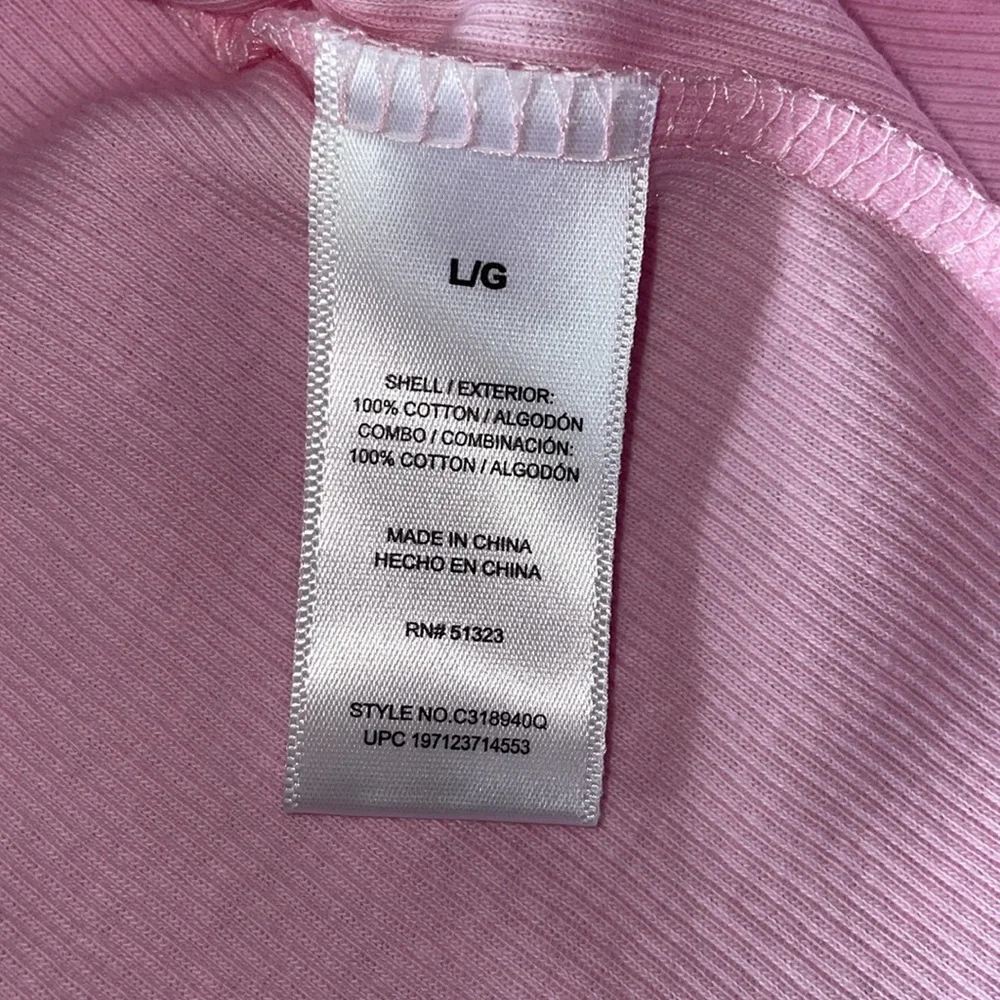 L/G
SHELL / EXTERIOR:
100% COTTON / ALGODÓN
COMBO / COMBINACIÓN:
100% COTTON / ALGODÓN
MADE IN CHINA
HECHO EN CHINA
RN# 51323
STYLE NO.C318940Q
UPC 197123714553